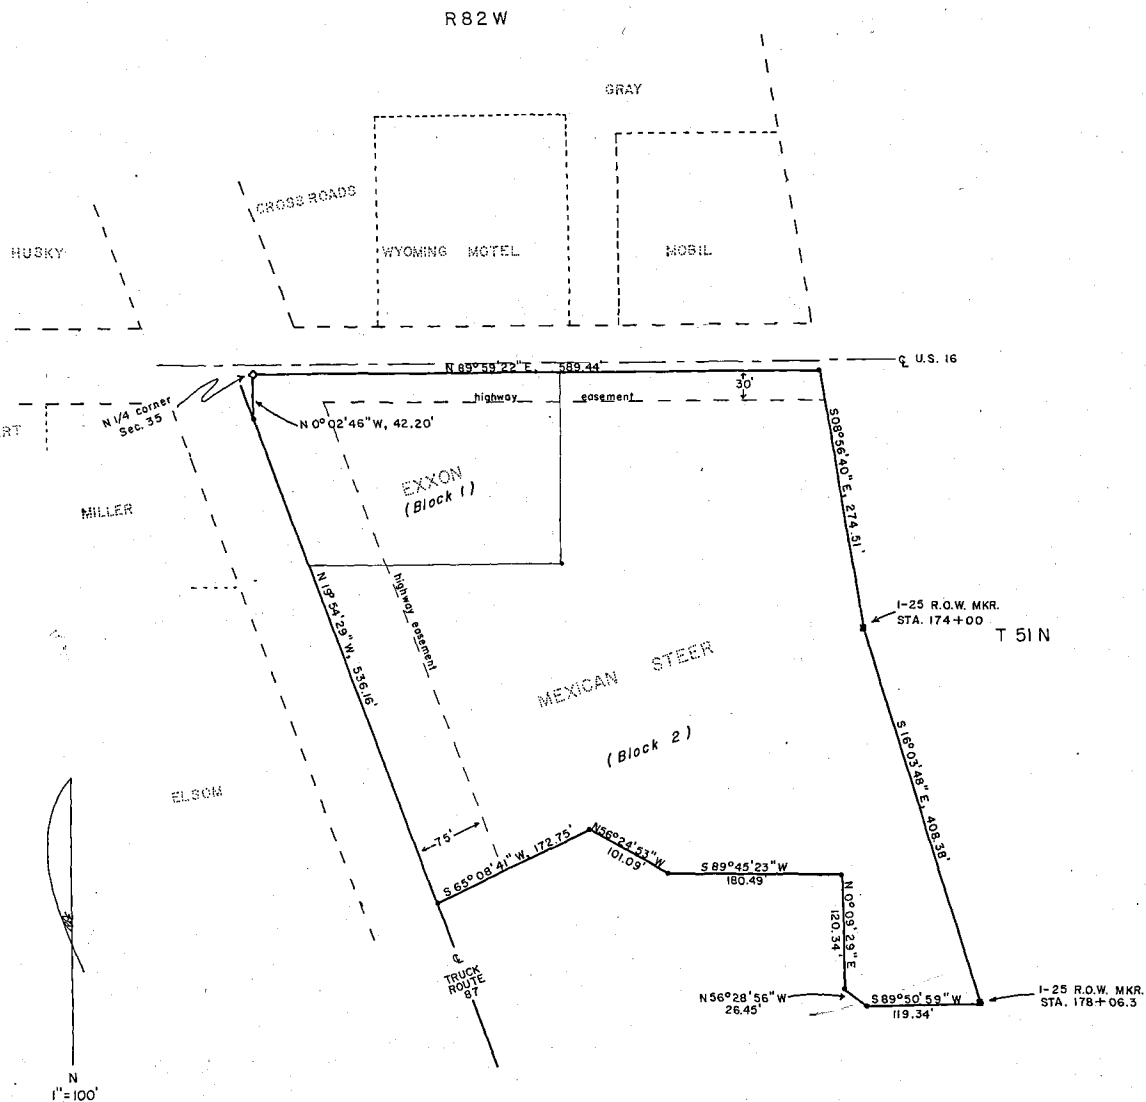 R 82 W
GRAY
CROSS ROADS
HUSKY
WYOMING MOTEL
MOBIL
℄ U.S. 16
N 89°59'22" E, 589.44'
30'
highway easement
N 1/4 corner
Sec. 35
N 0°02'46" W, 42.20'
RT
S 08°56'40" E, 274.51'
EXXON
(Block 1)
MILLER
N 19°54'29" W, 536.16'
highway easement
I-25 R.O.W. MKR.
STA. 174+00
T 51 N
MEXICAN STEER
(Block 2)
S 16°03'48" E, 408.38'
ELSOM
75'
S 65°08'41" W, 172.75'
N 56°24'53" W
101.09'
S 89°45'23" W
180.49'
N 0°09'29" E
120.34'
℄
TRUCK
ROUTE
87
N 56°28'56" W
26.45'
S 89°50'59" W
119.34'
I-25 R.O.W. MKR.
STA. 178+06.3
N
1"=100'